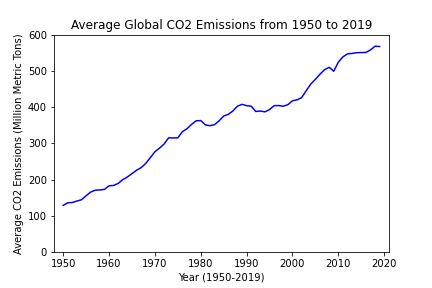 Average Global CO2 Emissions from 1950 to 2019
Average CO2 Emissions (Million Metric Tons)
600
500
400
300
200
100
0
1950 1960 1970 1980 1990 2000 2010 2020
Year (1950-2019)